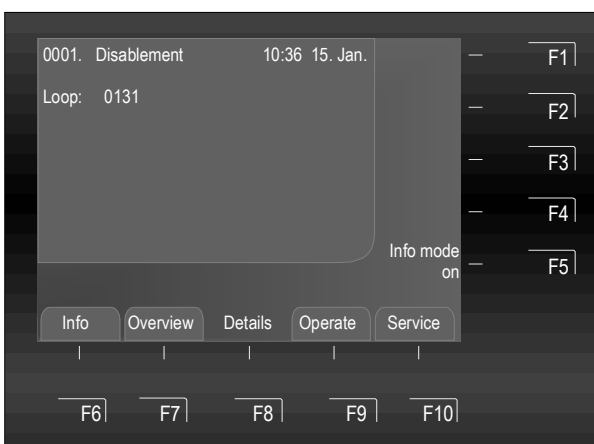 0001. Disablement 10:36 15. Jan.
F1
Loop: 0131
F2
F3
F4
Info mode
on
F5
Info Overview Details Operate Service
F6 F7 F8 F9 F10